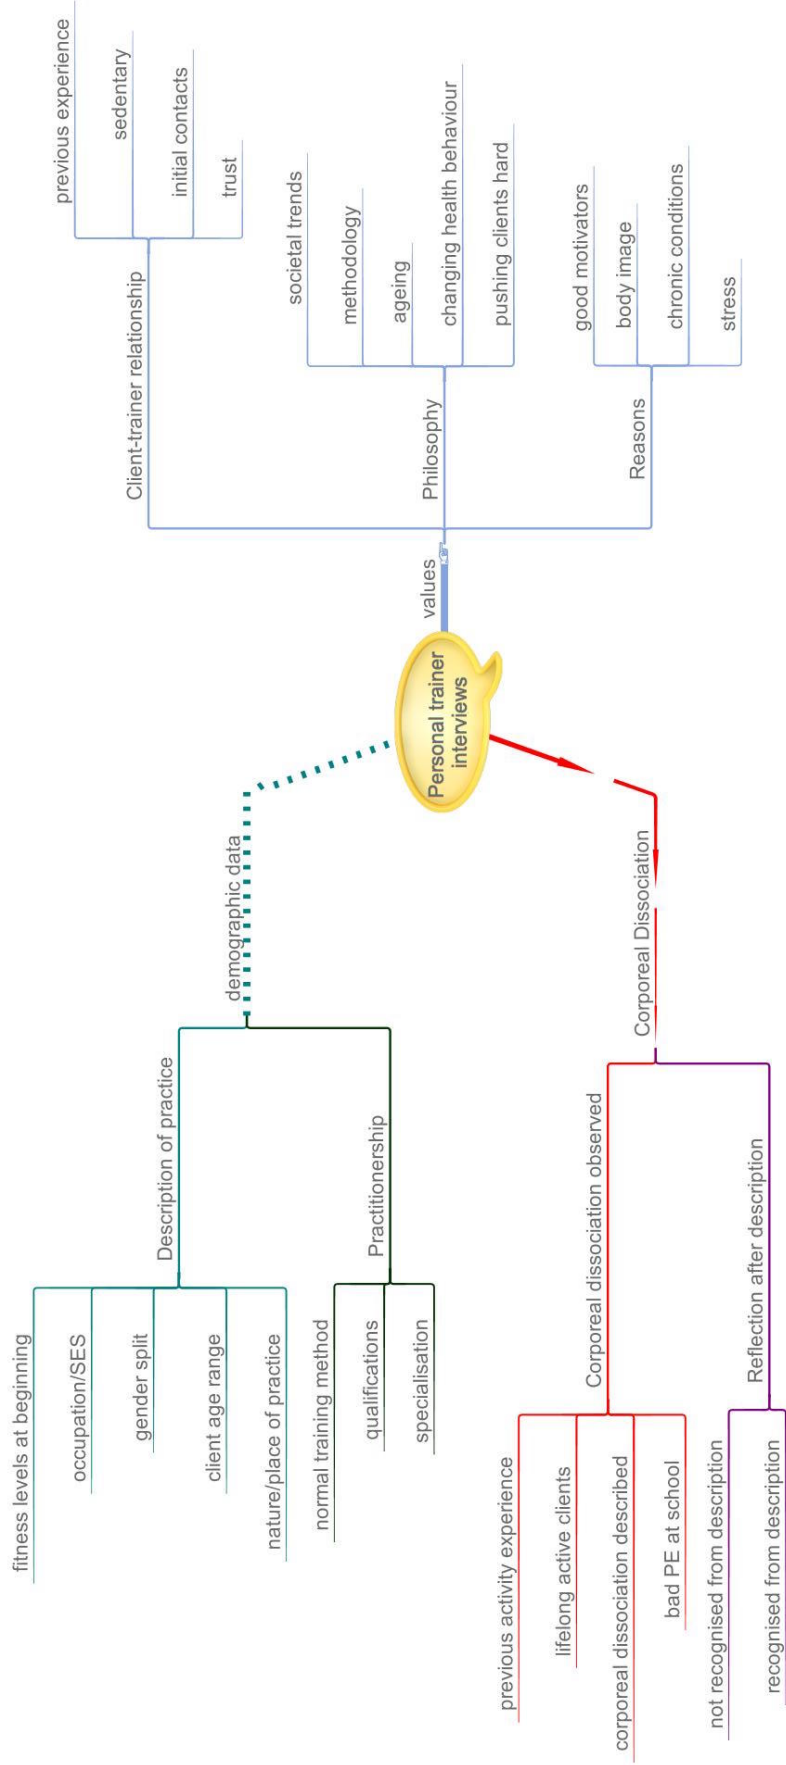 Personal trainer
interviews
values
Client-trainer relationship
previous experience
sedentary
initial contacts
trust
Philosophy
societal trends
methodology
ageing
changing health behaviour
pushing clients hard
Reasons
good motivators
body image
chronic conditions
stress
demographic data
Description of practice
fitness levels at beginning
occupation/SES
gender split
client age range
nature/place of practice
Practitionership
normal training method
qualifications
specialisation
Corporeal Dissociation
Corporeal dissociation observed
previous activity experience
lifelong active clients
corporeal dissociation described
bad PE at school
Reflection after description
not recognised from description
recognised from description